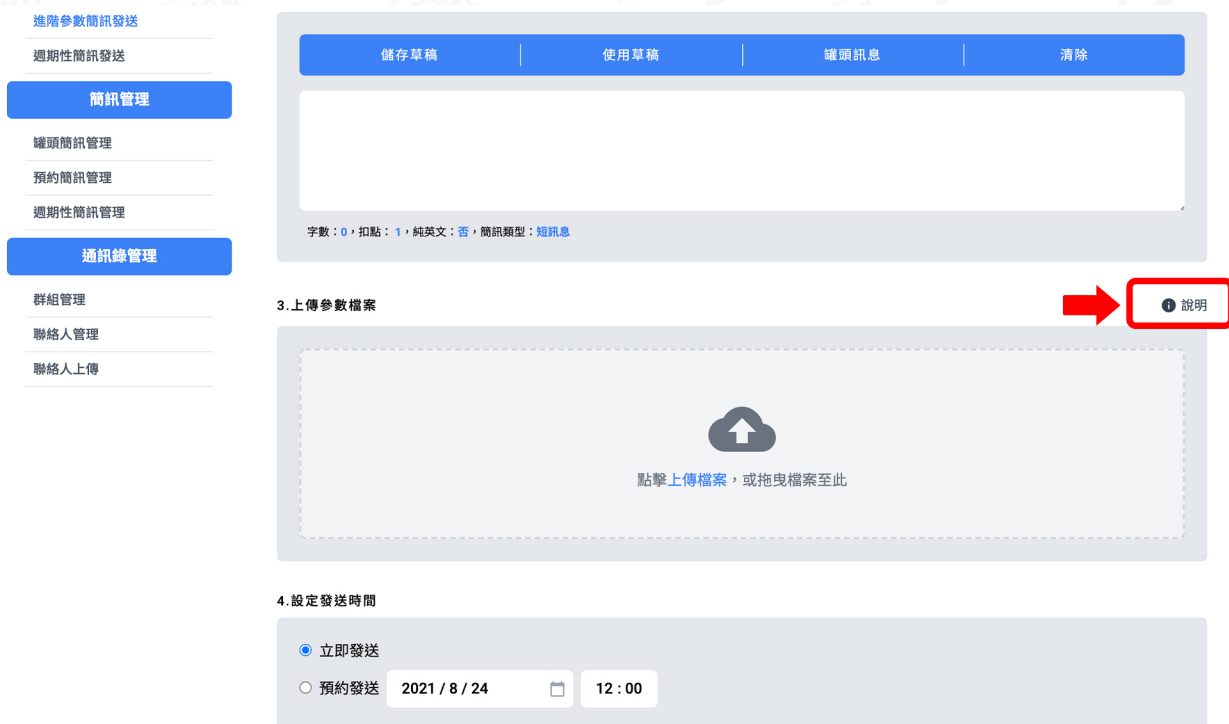 進階參數簡訊發送
週期性簡訊發送
簡訊管理
罐頭簡訊管理
預約簡訊管理
週期性簡訊管理
通訊錄管理
群組管理
聯絡人管理
聯絡人上傳
儲存草稿 使用草稿 罐頭訊息 清除
字數：0，扣點： 1，純英文：否，簡訊類型：短訊息
3.上傳參數檔案
說明
點擊上傳檔案，或拖曳檔案至此
4.設定發送時間
立即發送
預約發送 2021 / 8 / 24 12 : 00